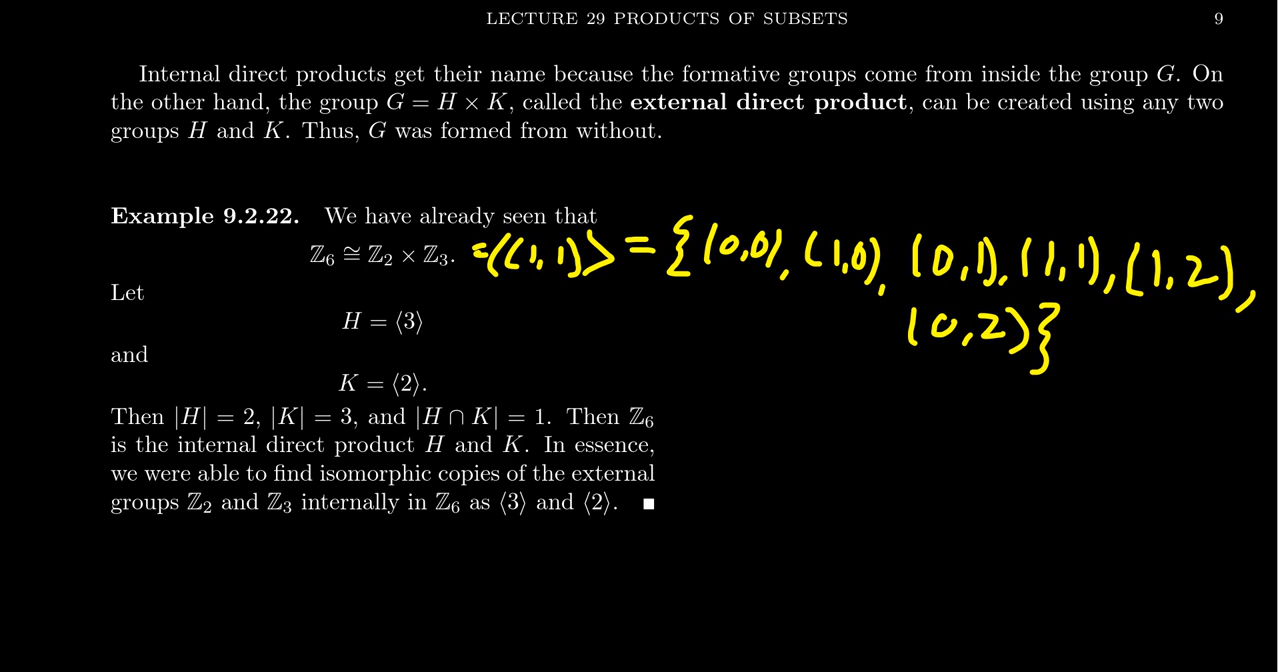 LECTURE 29 PRODUCTS OF SUBSETS 9
Internal direct products get their name because the formative groups come from inside the group G. On
the other hand, the group G = H × K, called the external direct product, can be created using any two
groups H and K. Thus, G was formed from without.
Example 9.2.22. We have already seen that
ℤ₆ ≅ ℤ₂ × ℤ₃. = ⟨(1,1)⟩ = {(0,0), (1,0), (0,1), (1,1), (1,2),
(0,2)}
Let
H = ⟨3⟩
and
K = ⟨2⟩.
Then |H| = 2, |K| = 3, and |H ∩ K| = 1. Then ℤ₆
is the internal direct product H and K. In essence,
we were able to find isomorphic copies of the external
groups ℤ₂ and ℤ₃ internally in ℤ₆ as ⟨3⟩ and ⟨2⟩. ■